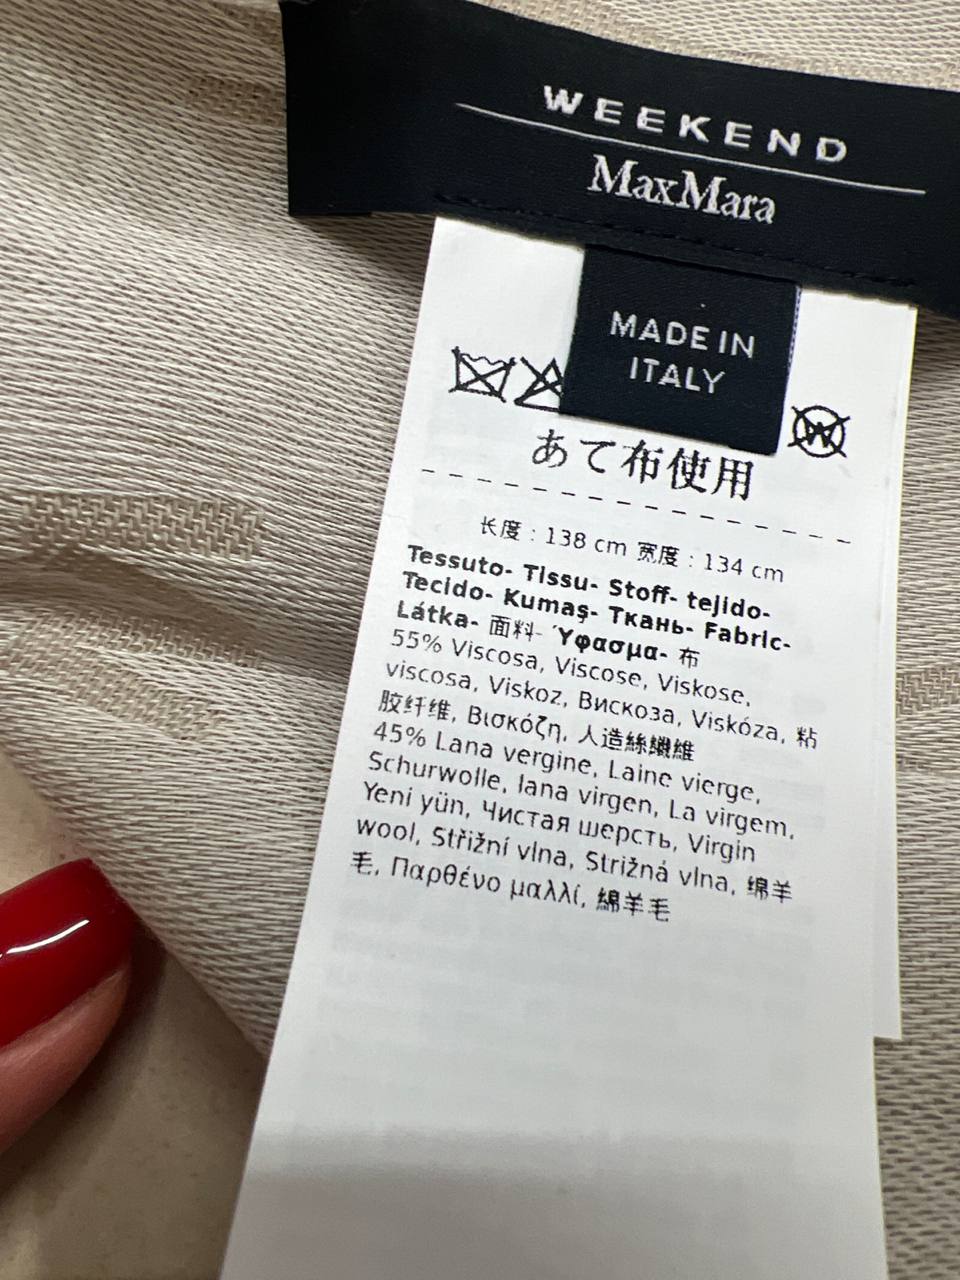 WEEKEND
MaxMara
MADE IN
ITALY
W
あて布使用
长度 : 138 cm 宽度 : 134 cm
Tessuto- Tissu- Stoff- tejido-
Tecido- Kumaş- Ткань- Fabric-
Látka- 面料- Ύφασμα- 布
55% Viscosa, Viscose, Viskose,
viscosa, Viskoz, Вискоза, Viskóza, 粘
胶纤维, Βισκόζη, 人造絲纖維
45% Lana vergine, Laine vierge,
Schurwolle, lana virgen, La virgem,
Yeni yün, Чистая шерсть, Virgin
wool, Střižní vlna, Strižná vlna, 绵羊
毛, Παρθένο μαλλί, 綿羊毛